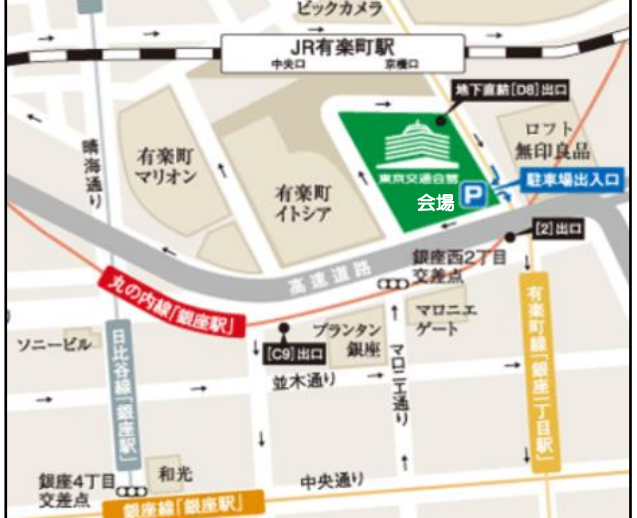 ビックカメラ
JR有楽町駅
中央口
京橋口
地下直結[D8]出口
ロフト
無印良品
晴海通り
有楽町
マリオン
東京交通会館
有楽町
イトシア
会場
P
駐車場出入口
[2]出口
高速道路
銀座西2丁目
交差点
丸の内線「銀座駅」
有楽町線「銀座一丁目駅」
マロニエ
ゲート
ソニービル
日比谷線「銀座駅」
[C9]出口
プランタン
銀座
マロニエ通り
並木通り
銀座4丁目
交差点
和光
中央通り
銀座線「銀座駅」